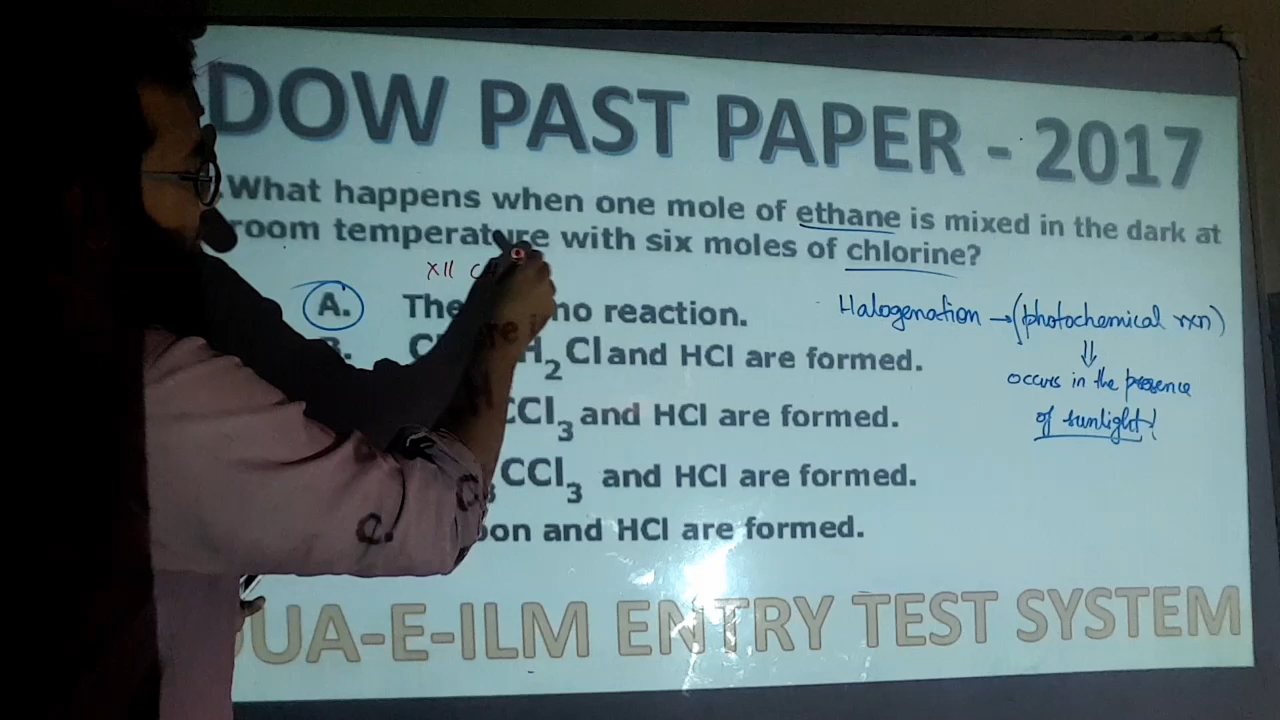 DOW PAST PAPER - 2017
What happens when one mole of ethane is mixed in the dark at
room temperature with six moles of chlorine?
XII
A. no reaction.
H₂Cl and HCl are formed.
CCl₃ and HCl are formed.
CCl₃ and HCl are formed.
and HCl are formed.
Halogenation → (photochemical rxn)
⇓
occurs in the presence
of sunlight!
UA-E-ILM ENTRY TEST SYSTEM